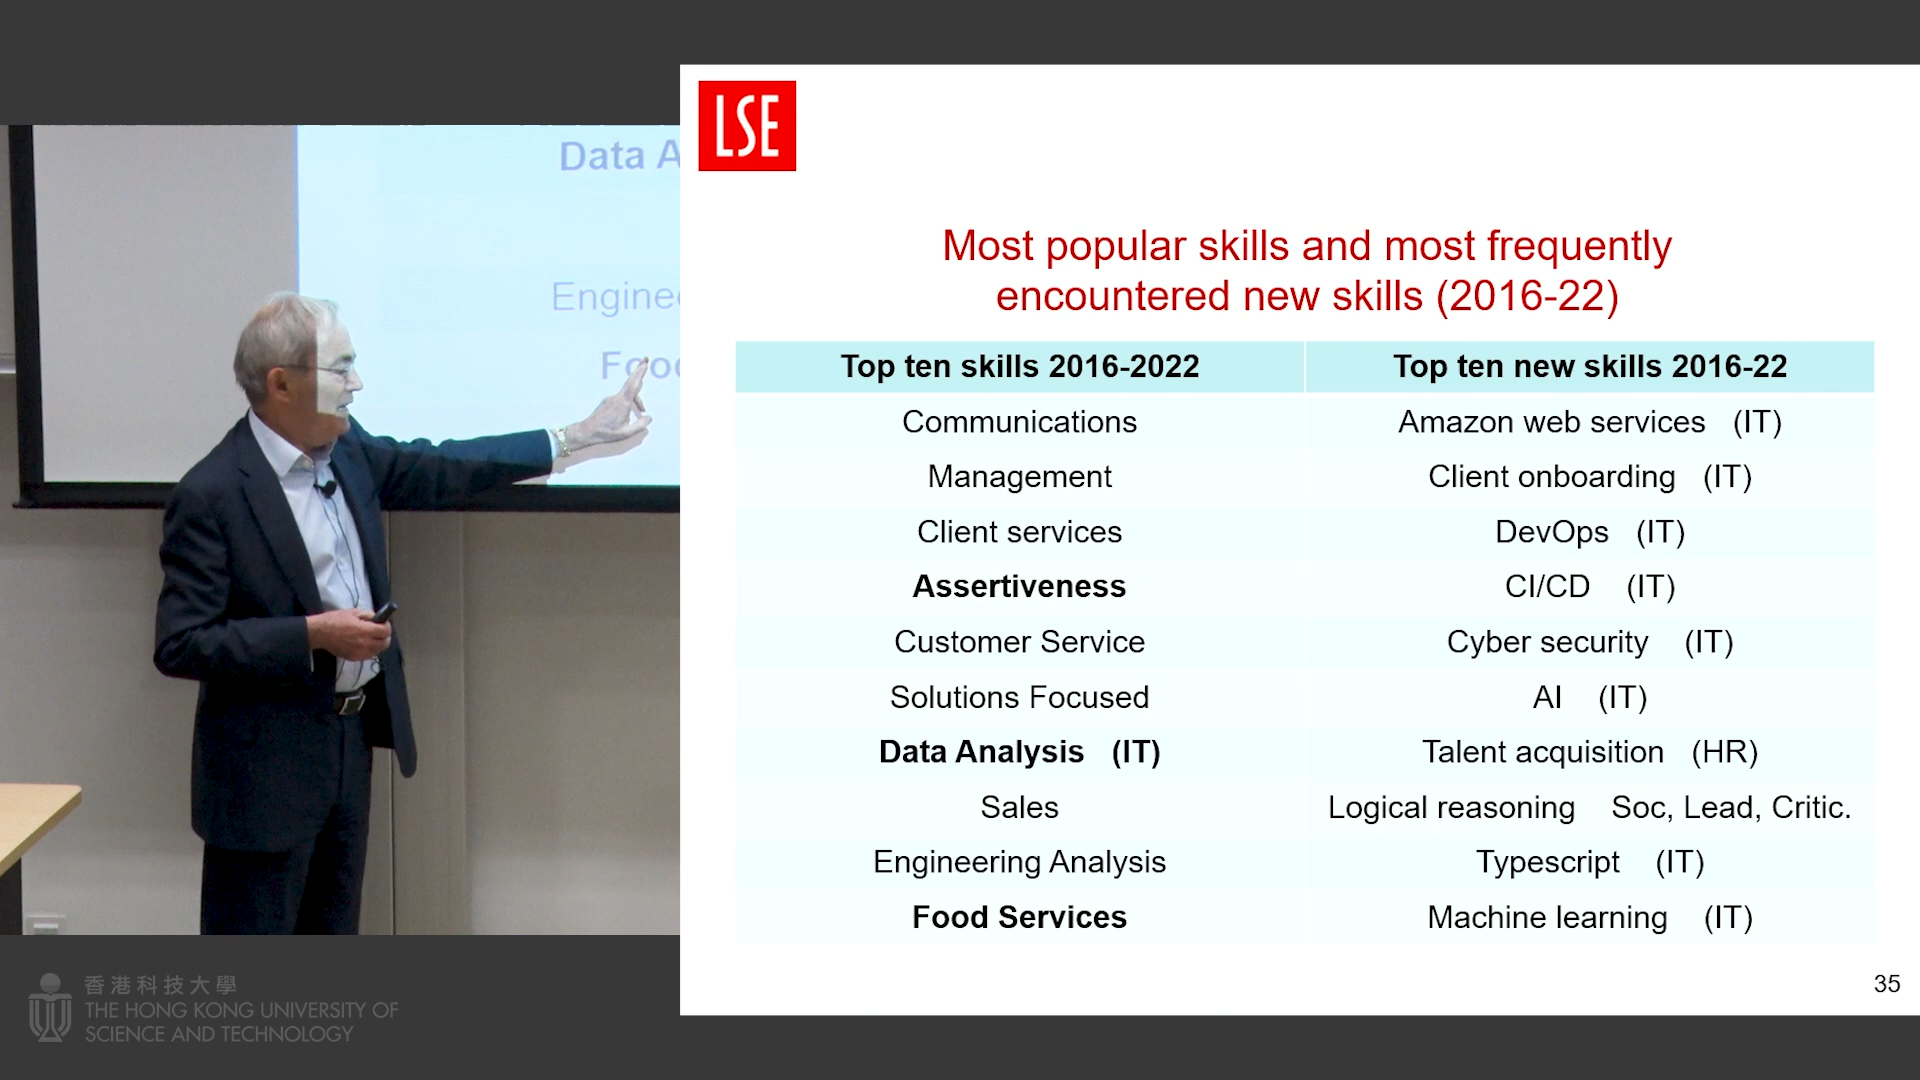 Data A
Engine
Food
LSE
Most popular skills and most frequently
encountered new skills (2016-22)
Top ten skills 2016-2022 Top ten new skills 2016-22
Communications Amazon web services (IT)
Management Client onboarding (IT)
Client services DevOps (IT)
Assertiveness CI/CD (IT)
Customer Service Cyber security (IT)
Solutions Focused AI (IT)
Data Analysis (IT) Talent acquisition (HR)
Sales Logical reasoning Soc, Lead, Critic.
Engineering Analysis Typescript (IT)
Food Services Machine learning (IT)
35
香港科技大學
THE HONG KONG UNIVERSITY OF
SCIENCE AND TECHNOLOGY